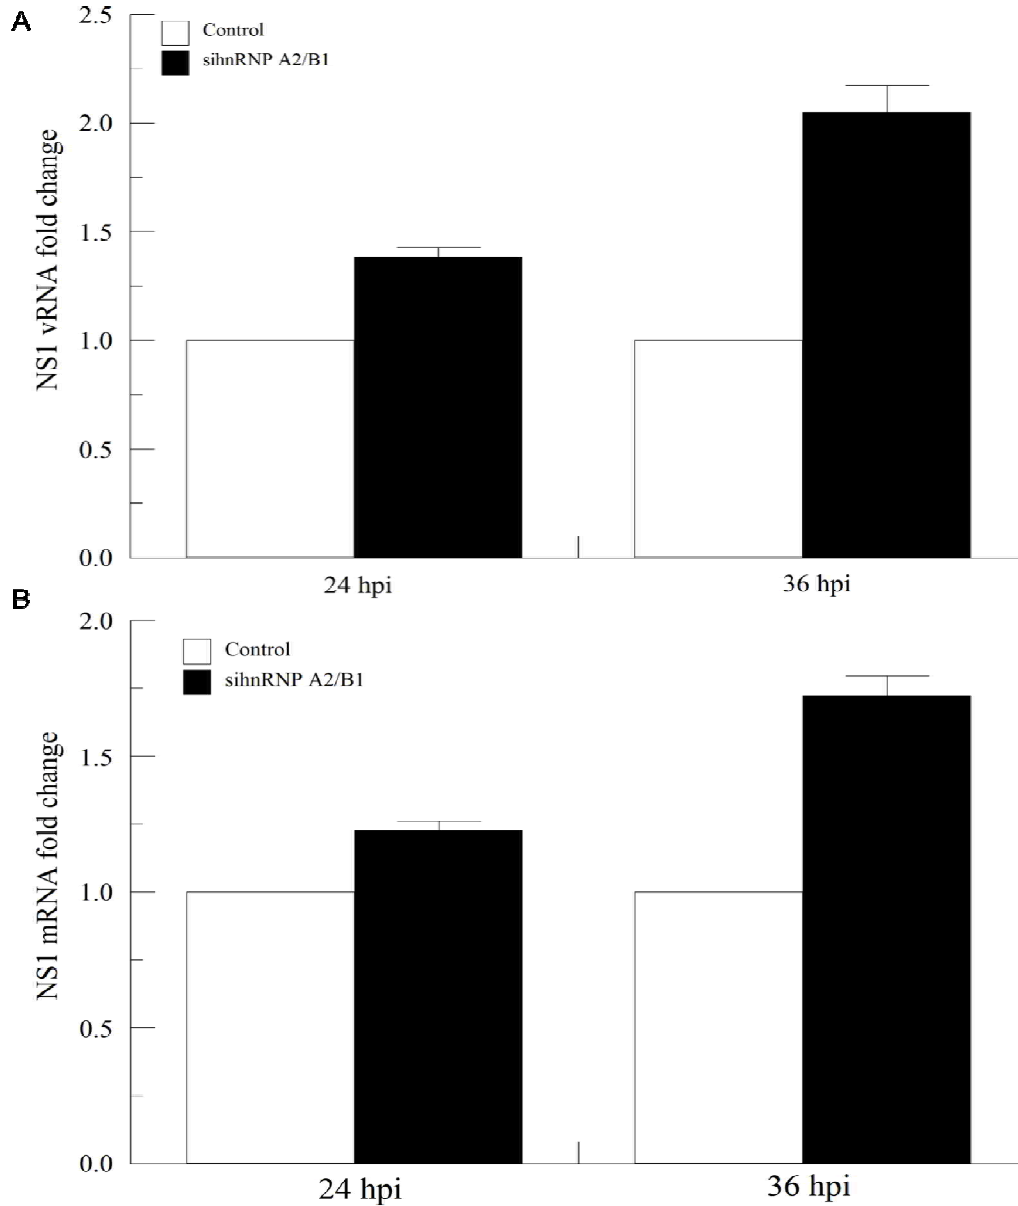 A
2.5
Control
sihnRNP A2/B1
2.0
1.5
1.0
0.5
0.0
NS1 vRNA fold change
24 hpi
36 hpi
B
2.0
Control
sihnRNP A2/B1
1.5
1.0
0.5
0.0
NS1 mRNA fold change
24 hpi
36 hpi